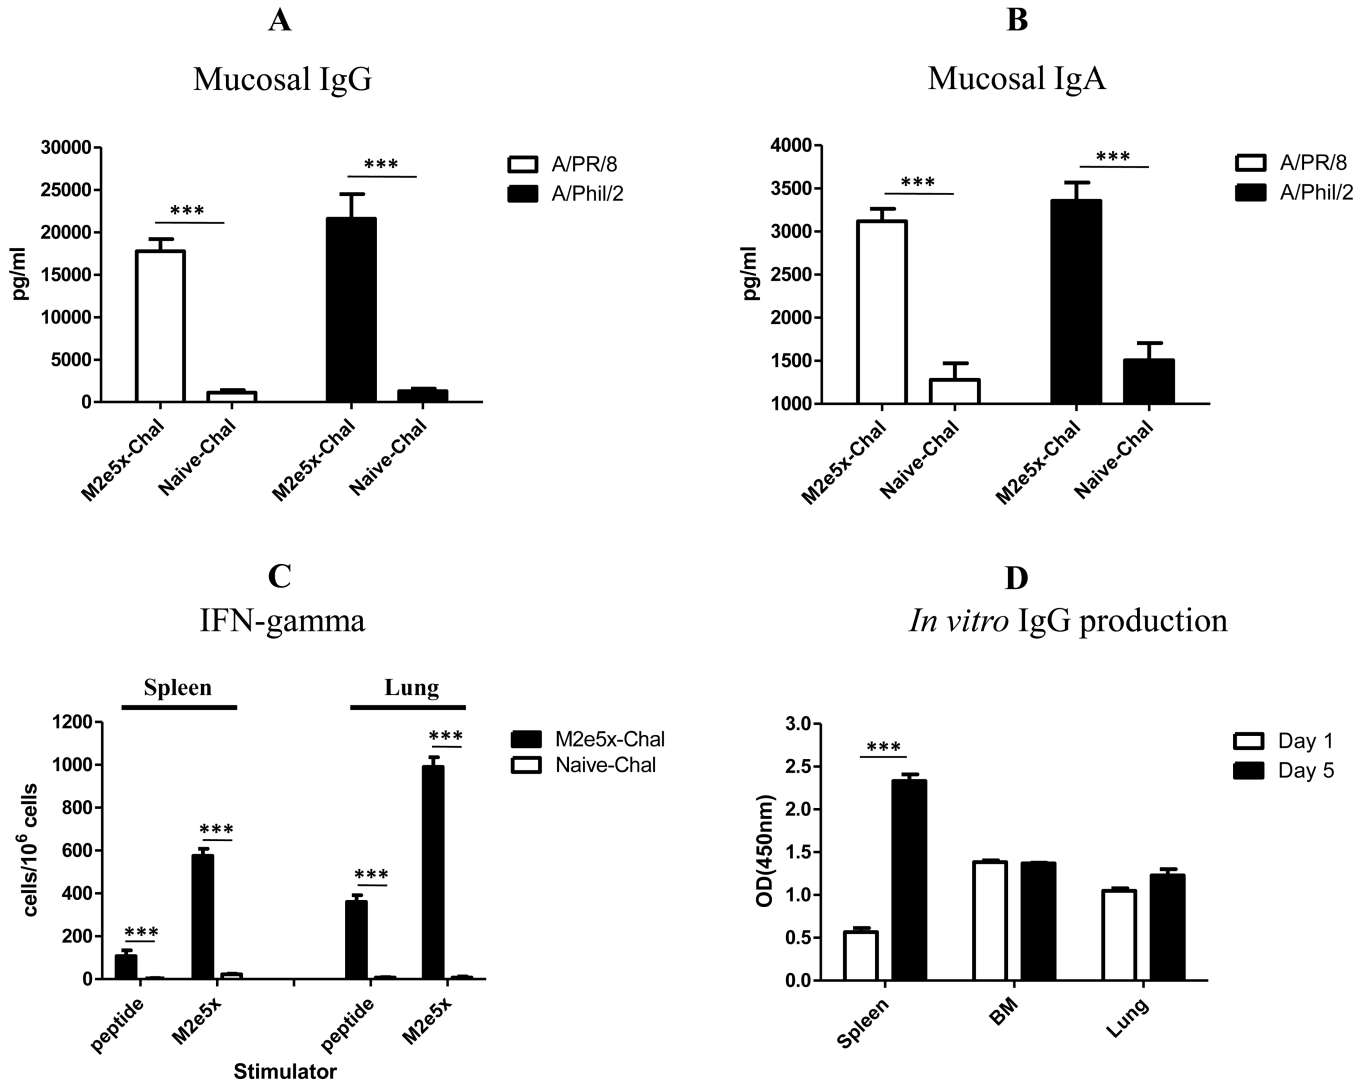 A
Mucosal IgG
30000
25000
20000
15000
10000
5000
0
pg/ml
***
***
A/PR/8
A/Phil/2
M2e5x-Chal
Naive-Chal
M2e5x-Chal
Naive-Chal
B
Mucosal IgA
4000
3500
3000
2500
2000
1500
1000
pg/ml
***
***
A/PR/8
A/Phil/2
M2e5x-Chal
Naive-Chal
M2e5x-Chal
Naive-Chal
C
IFN-gamma
Spleen
Lung
1200
1000
800
600
400
200
0
cells/10⁶ cells
***
***
***
***
M2e5x-Chal
Naive-Chal
peptide
M2e5x
peptide
M2e5x
Stimulator
D
In vitro IgG production
3.0
2.5
2.0
1.5
1.0
0.5
0.0
OD(450nm)
***
Day 1
Day 5
Spleen
BM
Lung